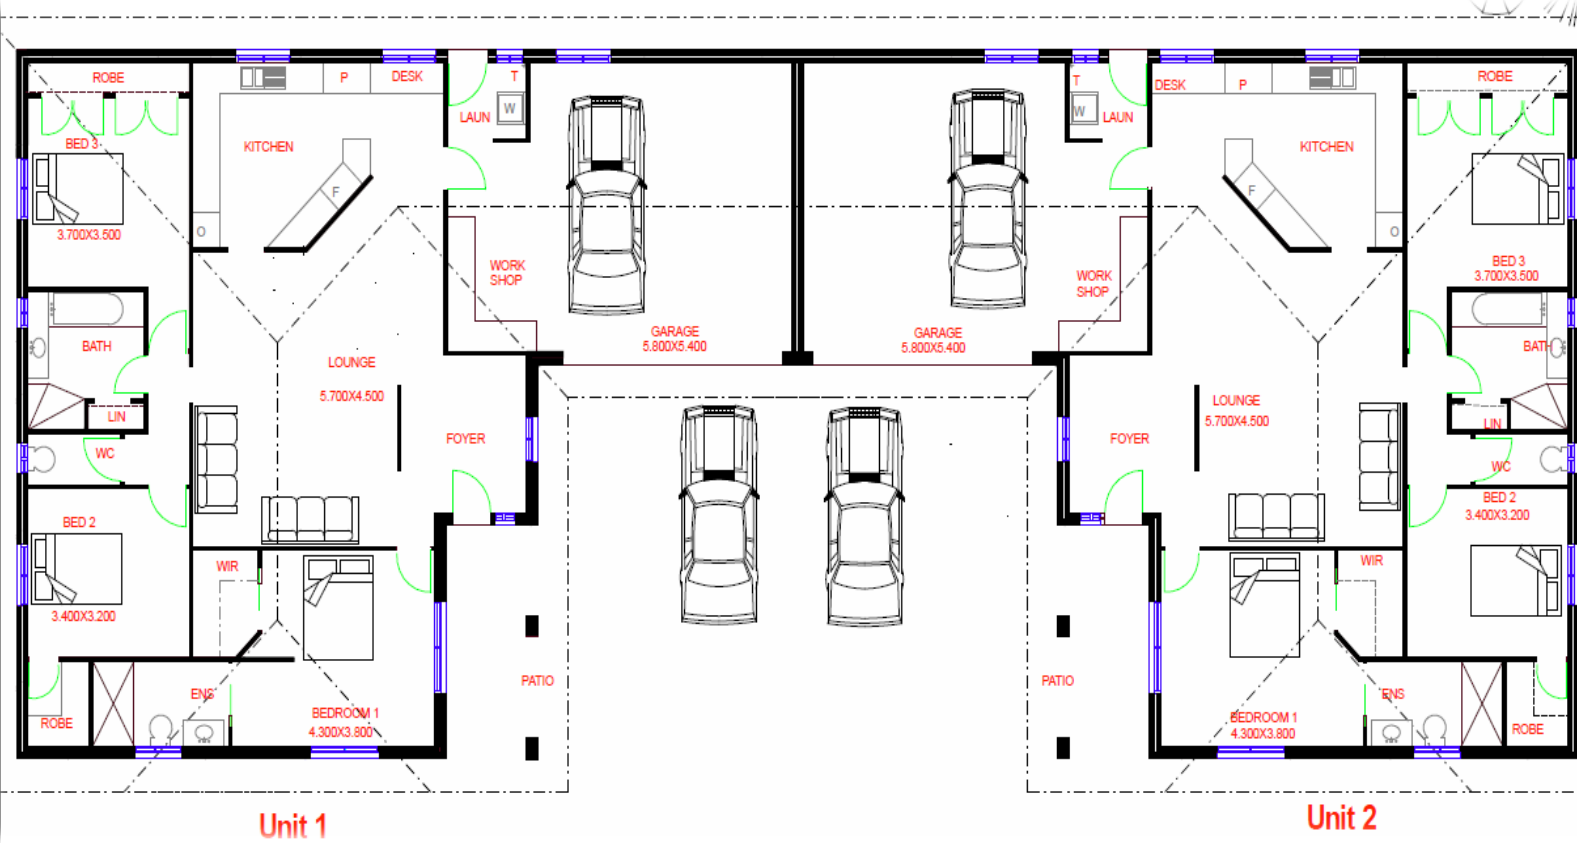 ROBE
P
DESK
T
W
LAUN
KITCHEN
BED 3
F
3.700X3.500
O
WORK
SHOP
GARAGE
5.800X5.400
BATH
LOUNGE
5.700X4.500
LIN
FOYER
WC
BED 2
3.400X3.200
WIR
PATIO
ENS
ROBE
BEDROOM 1
4.300X3.800
Unit 1
T
W
LAUN
DESK
P
ROBE
KITCHEN
F
O
WORK
SHOP
BED 3
3.700X3.500
GARAGE
5.800X5.400
BATH
LOUNGE
5.700X4.500
LIN
FOYER
WC
BED 2
3.400X3.200
WIR
PATIO
ENS
BEDROOM 1
4.300X3.800
ROBE
Unit 2